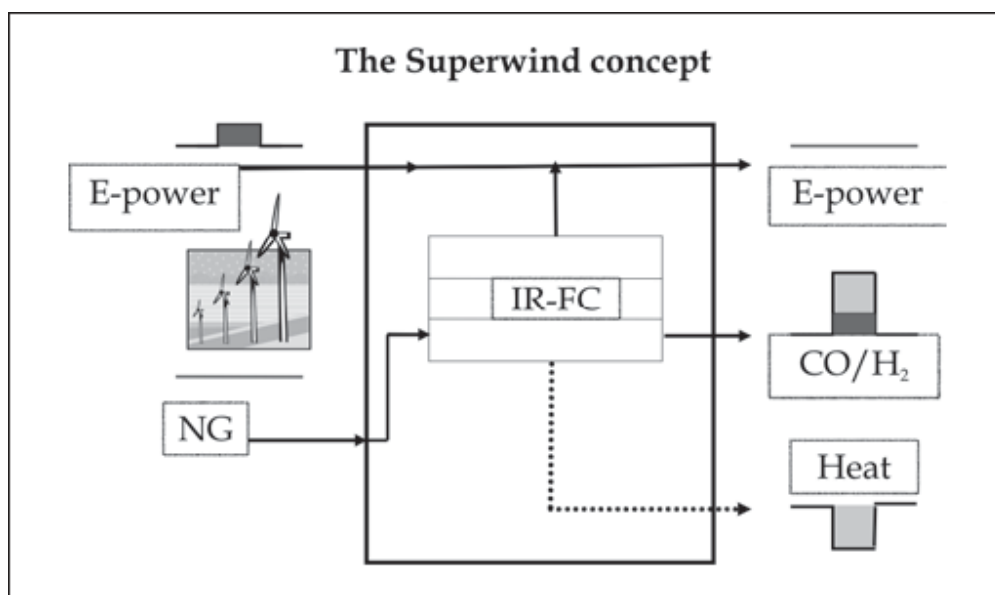 The Superwind concept
E-power
E-power
IR-FC
CO/H₂
NG
Heat